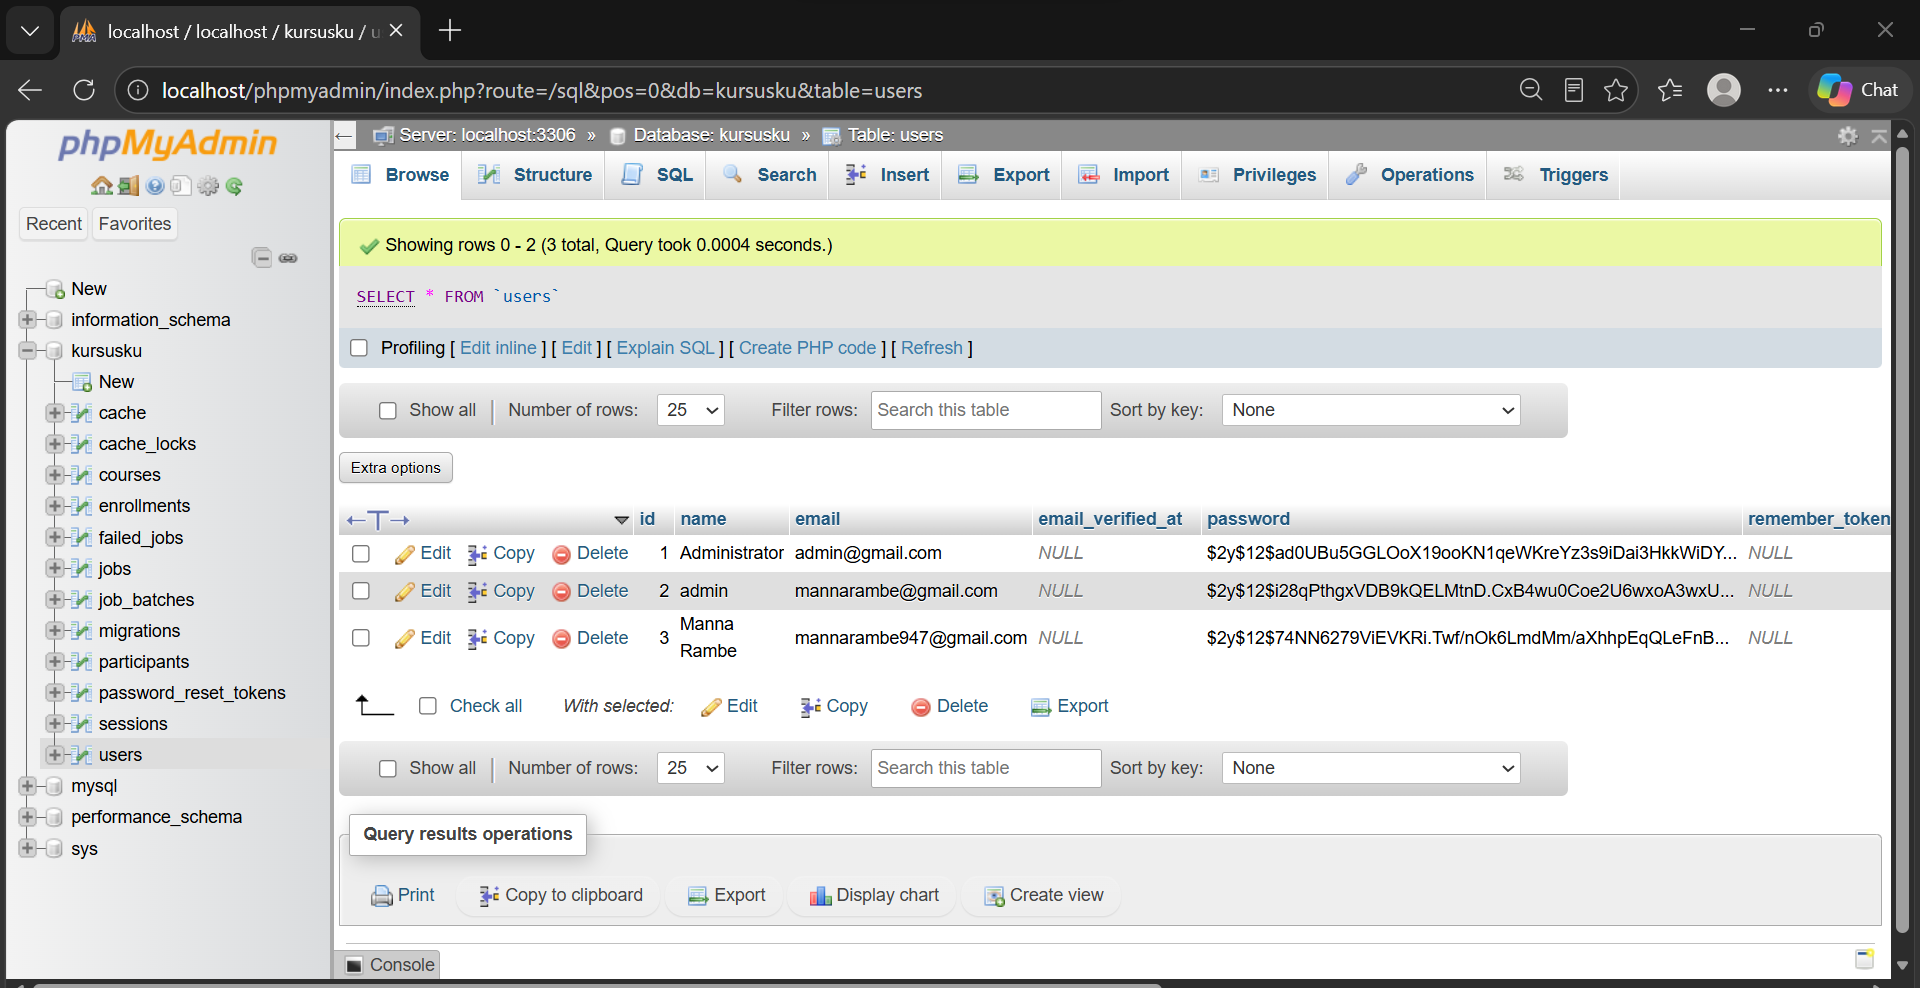 localhost / localhost / kursusku / u
localhost/phpmyadmin/index.php?route=/sql&pos=0&db=kursusku&table=users
Chat
phpMyAdmin
Recent Favorites
New
information_schema
kursusku
New
cache
cache_locks
courses
enrollments
failed_jobs
jobs
job_batches
migrations
participants
password_reset_tokens
sessions
users
mysql
performance_schema
sys
Server: localhost:3306 » Database: kursusku » Table: users
Browse Structure SQL Search Insert Export Import Privileges Operations Triggers
Showing rows 0 - 2 (3 total, Query took 0.0004 seconds.)
SELECT * FROM `users`
Profiling [ Edit inline ] [ Edit ] [ Explain SQL ] [ Create PHP code ] [ Refresh ]
Show all Number of rows: 25 Filter rows: Search this table Sort by key: None
Extra options
id name email email_verified_at password remember_token
Edit Copy Delete 1 Administrator admin@gmail.com NULL $2y$12$ad0UBu5GGLOoX19ooKN1qeWKreYz3s9iDai3HkkWiDY... NULL
Edit Copy Delete 2 admin mannarambe@gmail.com NULL $2y$12$i28qPthgxVDB9kQELMtnD.CxB4wu0Coe2U6wxoA3wxU... NULL
Edit Copy Delete 3 Manna Rambe mannarambe947@gmail.com NULL $2y$12$74NN6279ViEVKRi.Twf/nOk6LmdMm/aXhhpEqQLeFnB... NULL
Check all With selected: Edit Copy Delete Export
Show all Number of rows: 25 Filter rows: Search this table Sort by key: None
Query results operations
Print Copy to clipboard Export Display chart Create view
Console